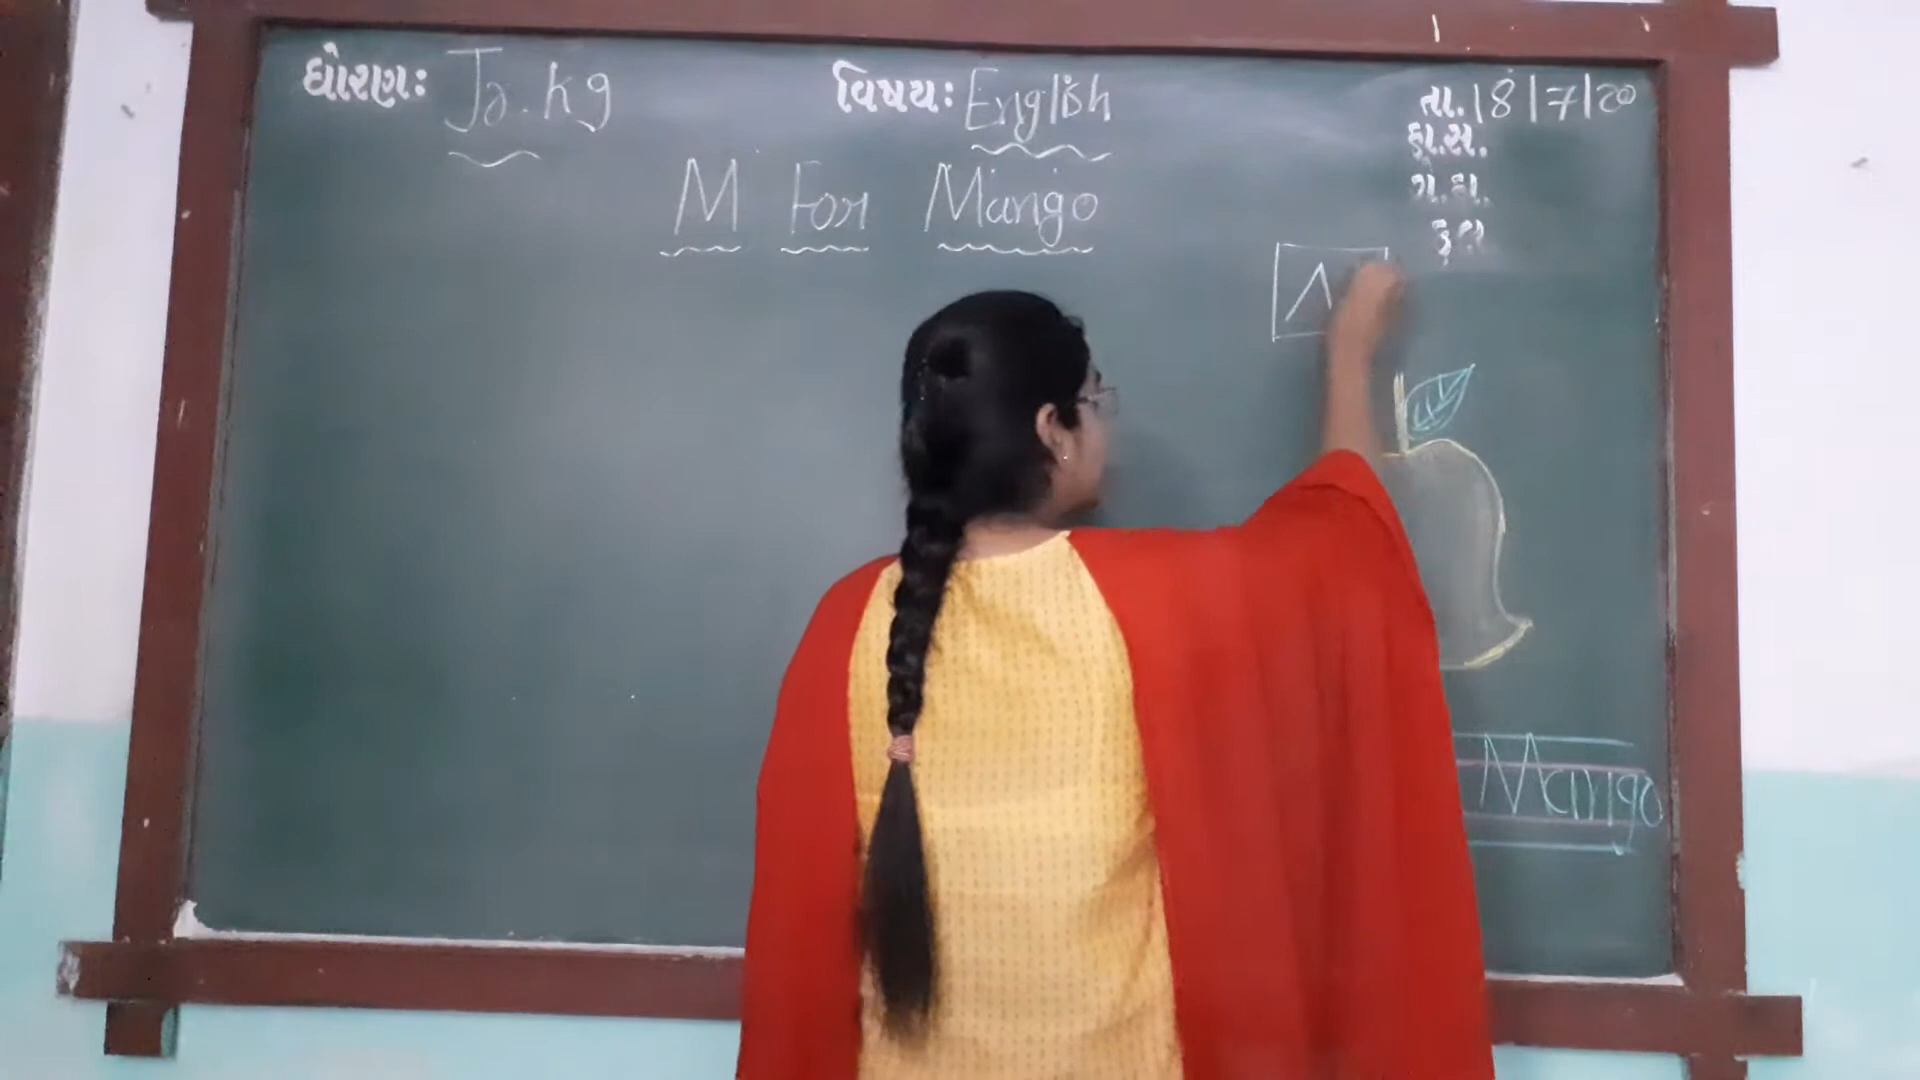 ધોરણ: Jr. kg
વિષય: English
તા. 18/7/20
હા.સ.
ગે.હા.
કુલ
M For Mango
Mango